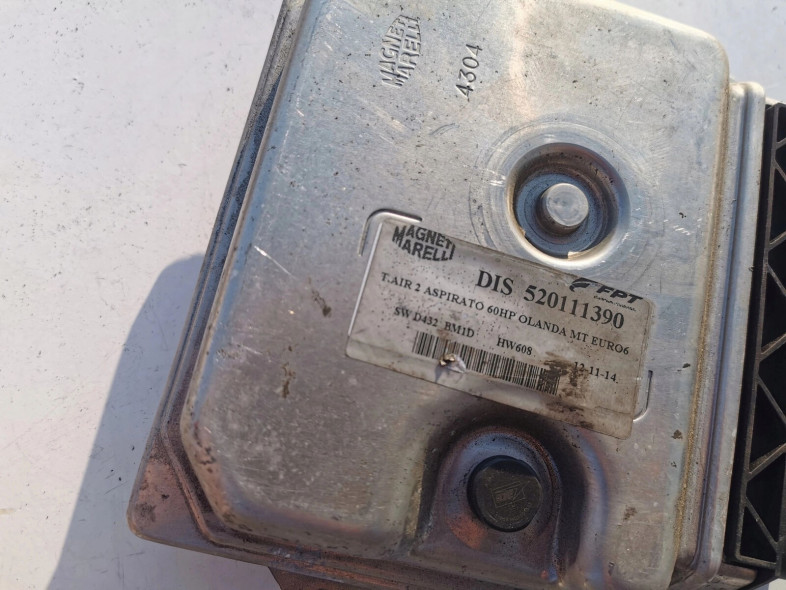 MAGNETI
MARELLI
4304
MAGNETI
MARELLI
FPT
DIS 520111390
T.AIR 2 ASPIRATO 60HP OLANDA MT EURO6
SW D432 BM1D HW608 12-11-14